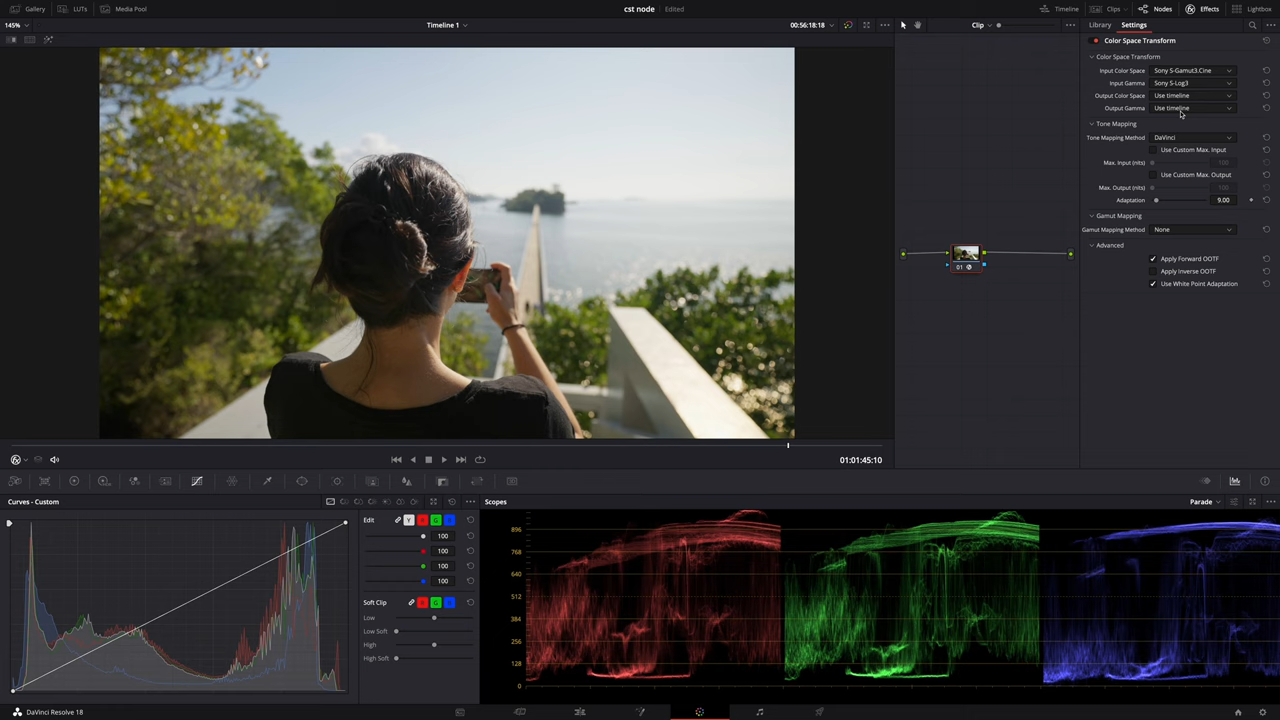 Gallery LUTs Media Pool cst node Edited Timeline Clips Nodes Effects Lightbox
145% Timeline 1 00:56:18:18 Clip Library Settings
Color Space Transform
Color Space Transform
Input Color Space Sony S-Gamut3.Cine
Input Gamma Sony S-Log3
Output Color Space Use timeline
Output Gamma Use timeline
Tone Mapping
Tone Mapping Method DaVinci
Use Custom Max. Input
Max. Input (nits) 100
Use Custom Max. Output
Max. Output (nits) 100
Adaptation 9.00
Gamut Mapping
Gamut Mapping Method None
Advanced
Apply Forward OOTF
Apply Inverse OOTF
Use White Point Adaptation
01
01:01:45:10
Curves - Custom
Edit Y
100
100
100
100
Soft Clip
Low
Low Soft
High
High Soft
Scopes Parade
896
768
640
512
384
256
128
0
DaVinci Resolve 18